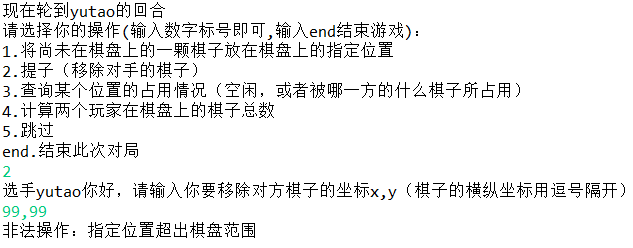 现在轮到yutao的回合
请选择你的操作(输入数字标号即可,输入end结束游戏)：
1.将尚未在棋盘上的一颗棋子放在棋盘上的指定位置
2.提子（移除对手的棋子）
3.查询某个位置的占用情况（空闲，或者被哪一方的什么棋子所占用）
4.计算两个玩家在棋盘上的棋子总数
5.跳过
end.结束此次对局
2
选手yutao你好，请输入你要移除对方棋子的坐标x,y（棋子的横纵坐标用逗号隔开）
99,99
非法操作：指定位置超出棋盘范围